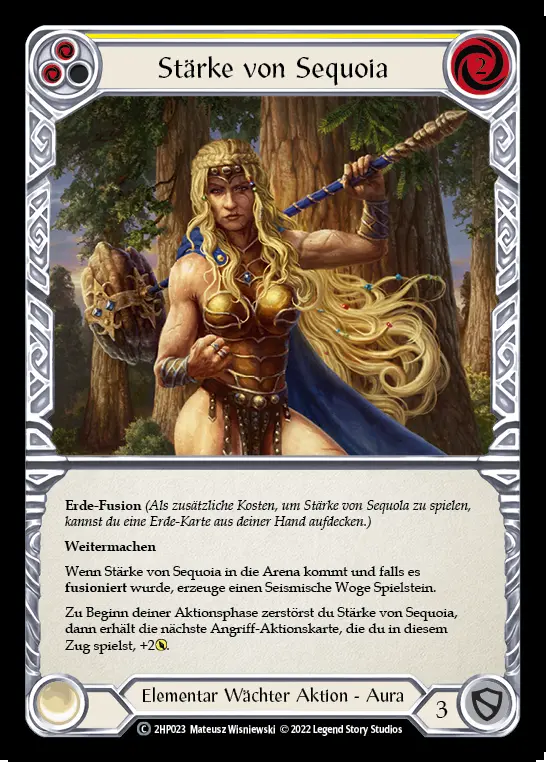 Stärke von Sequoia
2
Erde-Fusion (Als zusätzliche Kosten, um Stärke von Sequola zu spielen,
kannst du eine Erde-Karte aus deiner Hand aufdecken.)
Weitermachen
Wenn Stärke von Sequoia in die Arena kommt und falls es
fusioniert wurde, erzeuge einen Seismische Woge Spielstein.
Zu Beginn deiner Aktionsphase zerstörst du Stärke von Sequoia,
dann erhält die nächste Angriff-Aktionskarte, die du in diesem
Zug spielst, +2.
Elementar Wächter Aktion - Aura
3
C 2HP023 Mateusz Wisniewski © 2022 Legend Story Studios